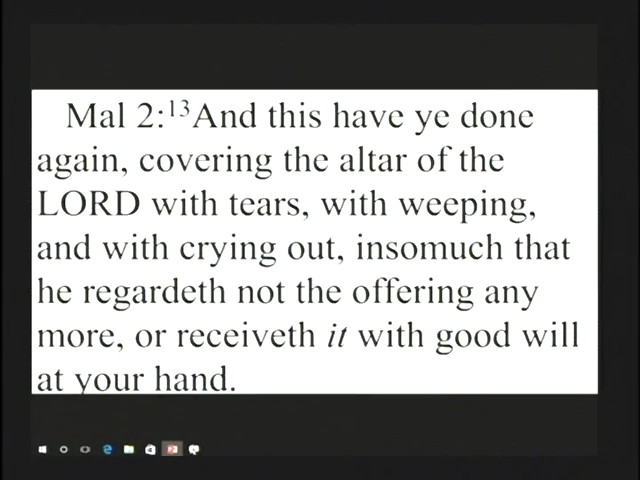 Mal 2:¹³And this have ye done
again, covering the altar of the
LORD with tears, with weeping,
and with crying out, insomuch that
he regardeth not the offering any
more, or receiveth it with good will
at your hand.